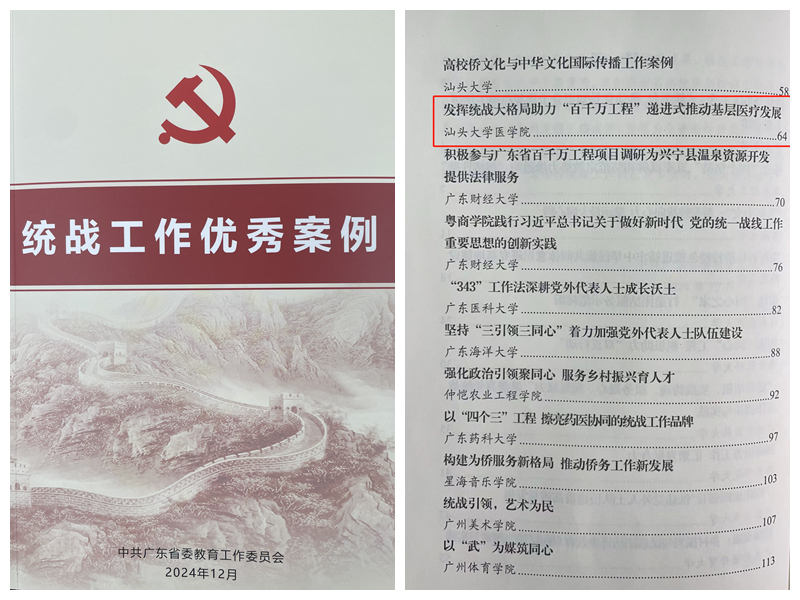 统战工作优秀案例
中共广东省委教育工作委员会
2024年12月
高校侨文化与中华文化国际传播工作案例
汕头大学 58
发挥统战大格局助力“百千万工程”递进式推动基层医疗发展
汕头大学医学院 64
积极参与广东省百千万工程项目调研为兴宁县温泉资源开发
提供法律服务
广东财经大学 70
粤商学院践行习近平总书记关于做好新时代 党的统一战线工作
重要思想的创新实践
广东财经大学 76
“343”工作法深耕党外代表人士成长沃土
广东医科大学 82
坚持“三引领三同心”着力加强党外代表人士队伍建设
广东海洋大学 88
强化政治引领聚同心 服务乡村振兴育人才
仲恺农业工程学院 92
以“四个三”工程 擦亮药医协同的统战工作品牌
广东药科大学 97
构建为侨服务新格局 推动侨务工作新发展
星海音乐学院 103
统战引领，艺术为民
广州美术学院 107
以“武”为媒筑同心
广州体育学院 113